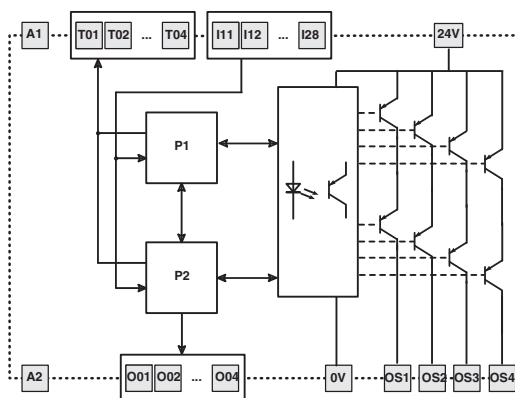 A1 T01 T02 ... T04 I11 I12 ... I28 24V
P1
P2
A2 O01 O02 ... O04 0V OS1 OS2 OS3 OS4